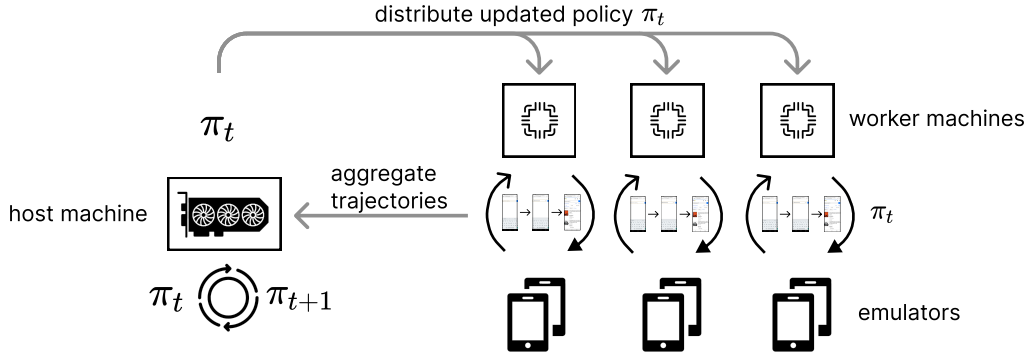 distribute updated policy π_t
π_t
worker machines
aggregate
trajectories
host machine
π_t
π_t
π_{t+1}
emulators